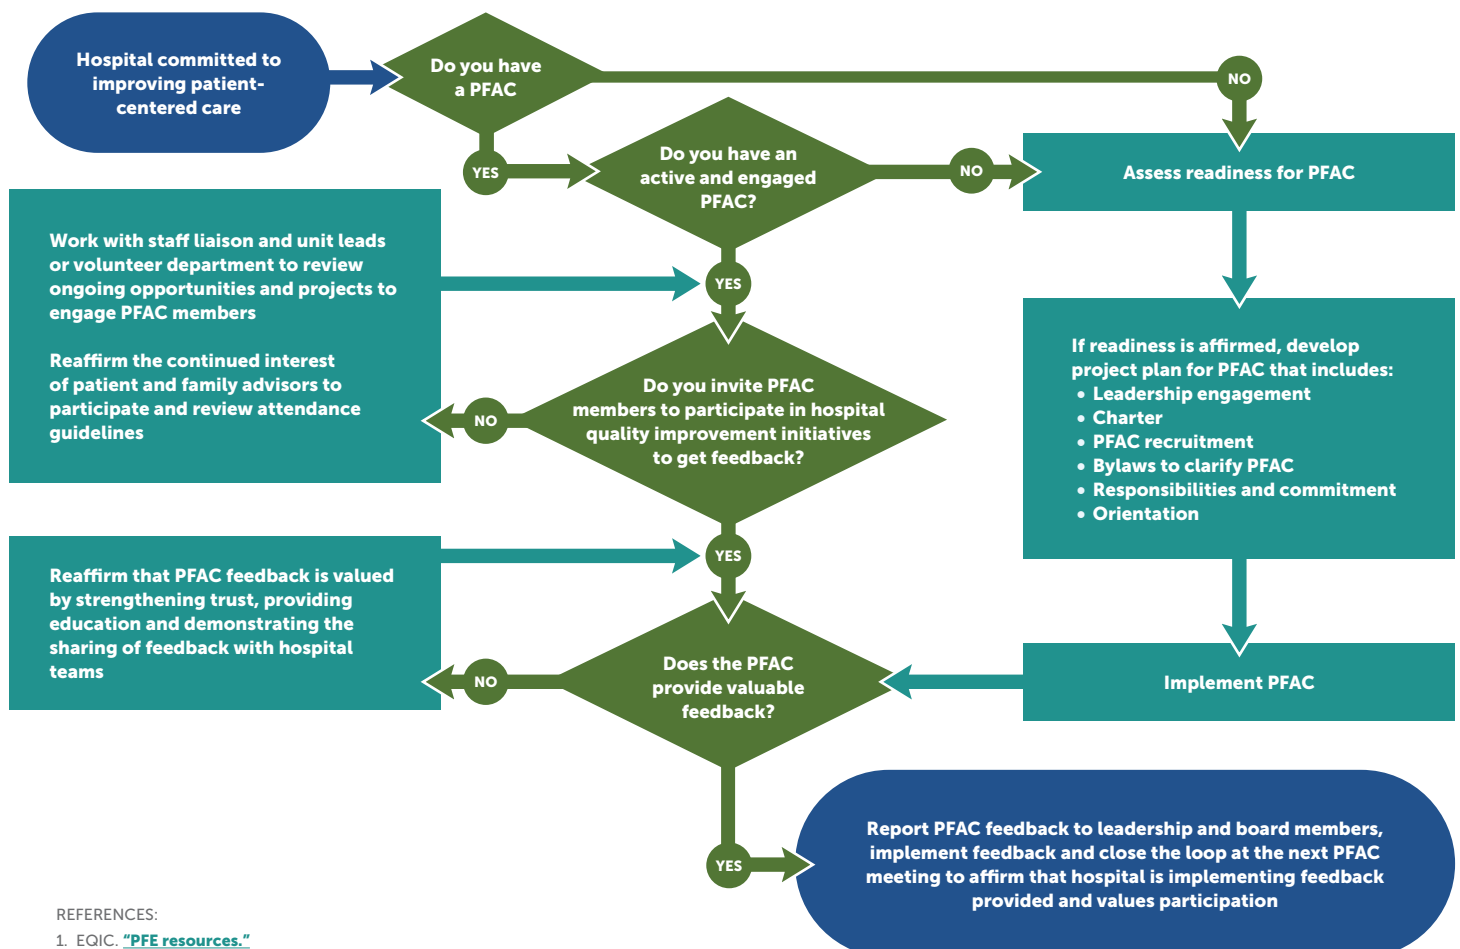 Hospital committed to
improving patient-
centered care
Do you have
a PFAC
NO
YES
Do you have an
active and engaged
PFAC?
NO
Assess readiness for PFAC
Work with staff liaison and unit leads
or volunteer department to review
ongoing opportunities and projects to
engage PFAC members
Reaffirm the continued interest
of patient and family advisors to
participate and review attendance
guidelines
YES
Do you invite PFAC
members to participate in hospital
quality improvement initiatives
to get feedback?
NO
If readiness is affirmed, develop
project plan for PFAC that includes:
• Leadership engagement
• Charter
• PFAC recruitment
• Bylaws to clarify PFAC
• Responsibilities and commitment
• Orientation
YES
Reaffirm that PFAC feedback is valued
by strengthening trust, providing
education and demonstrating the
sharing of feedback with hospital
teams
NO
Does the PFAC
provide valuable
feedback?
Implement PFAC
YES
Report PFAC feedback to leadership and board members,
implement feedback and close the loop at the next PFAC
meeting to affirm that hospital is implementing feedback
provided and values participation
REFERENCES:
1. EQIC. "PFE resources."